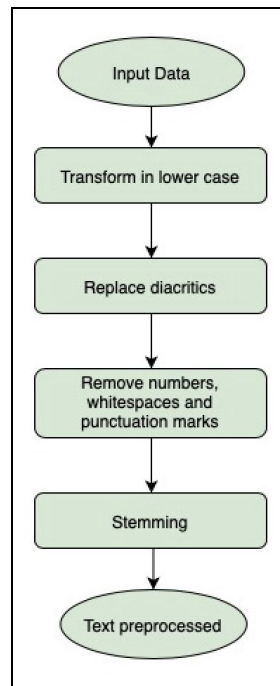 Input Data
Transform in lower case
Replace diacritics
Remove numbers,
whitespaces and
punctuation marks
Stemming
Text preprocessed